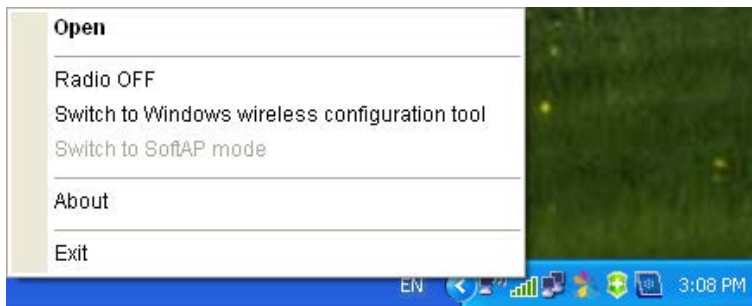 Open
Radio OFF
Switch to Windows wireless configuration tool
Switch to SoftAP mode
About
Exit
EN 3:08 PM